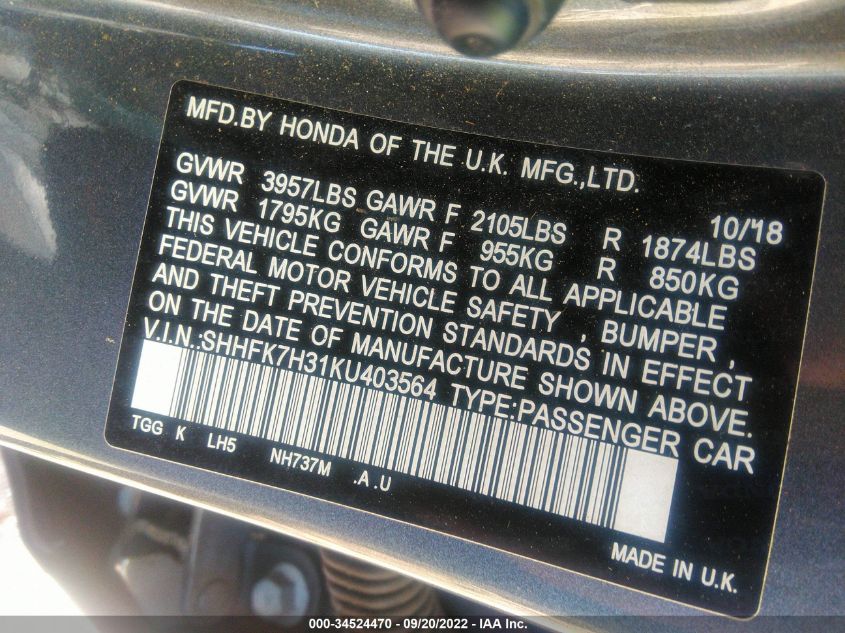 MFD.BY HONDA OF THE U.K. MFG.,LTD.
10/'18
GVWR 3957LBS GAWR F 2105LBS R 1874LBS
GVWR 1795KG GAWR F 955KG R 850KG
THIS VEHICLE CONFORMS TO ALL APPLICABLE
FEDERAL MOTOR VEHICLE SAFETY , BUMPER ,
AND THEFT PREVENTION STANDARDS IN EFFECT
ON THE DATE OF MANUFACTURE SHOWN ABOVE.
V.I.N.:SHHFK7H31KU403564 TYPE:PASSENGER CAR
TGG K LH5 NH737M .A .U
MADE IN U.K.
000-34524470 - 09/20/2022 - IAA Inc.